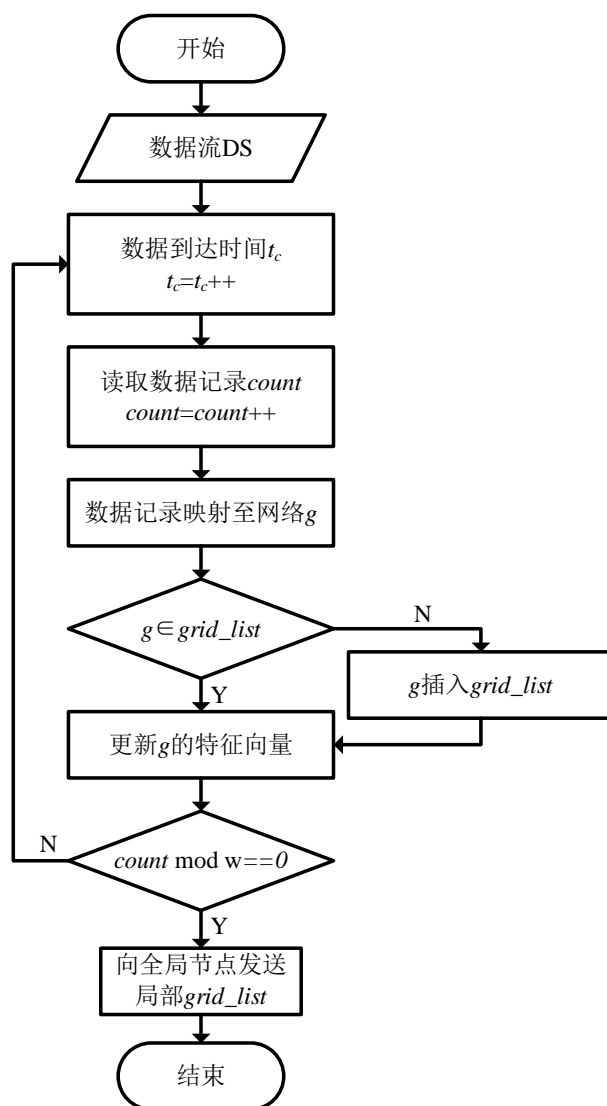 开始
数据流DS
数据到达时间tc
tc=tc++
读取数据记录count
count=count++
数据记录映射至网络g
g∈grid_list
N
g插入grid_list
Y
更新g的特征向量
N
count mod w==0
Y
向全局节点发送
局部grid_list
结束